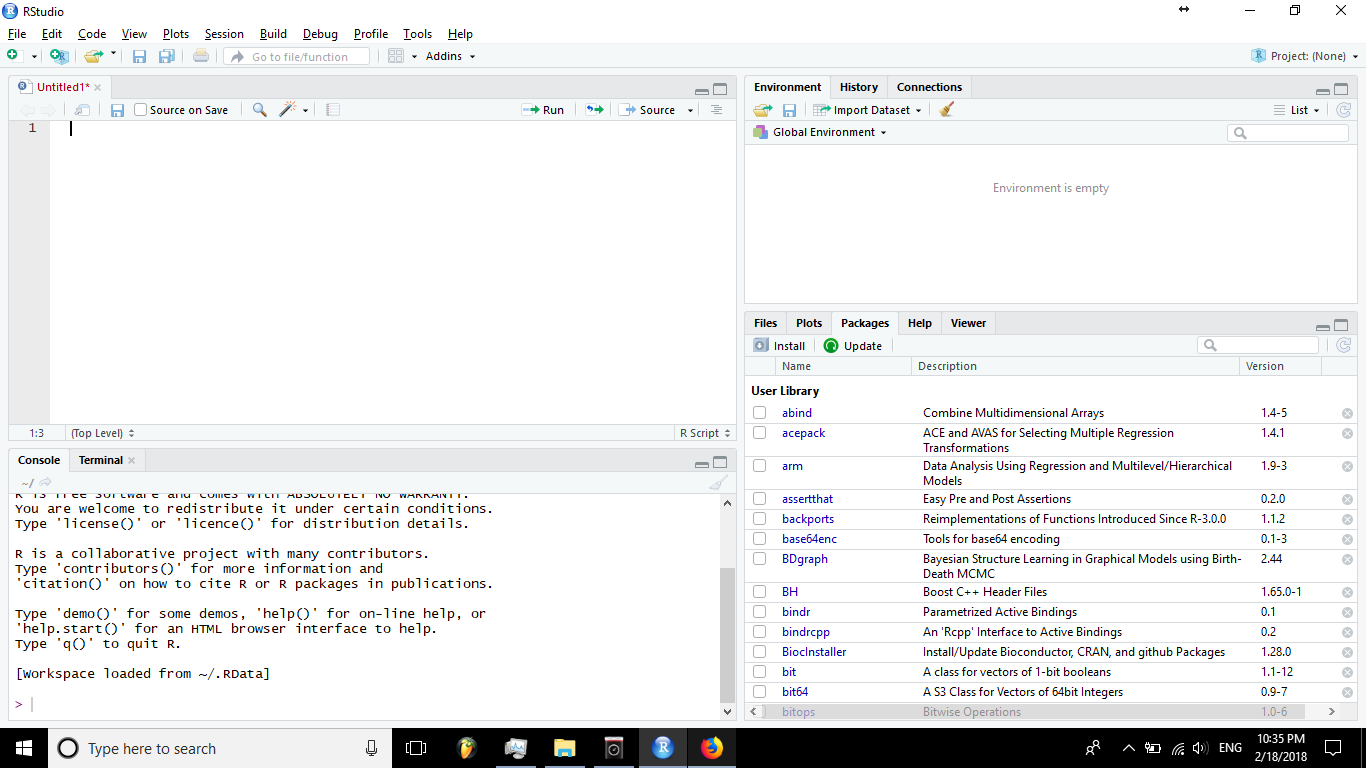 RStudio
File Edit Code View Plots Session Build Debug Profile Tools Help
Go to file/function Addins Project: (None)
Untitled1*
Source on Save Run Source
1
1:3 (Top Level) R Script
Console Terminal
~/
R is free software and comes with ABSOLUTELY NO WARRANTY.
You are welcome to redistribute it under certain conditions.
Type 'license()' or 'licence()' for distribution details.
R is a collaborative project with many contributors.
Type 'contributors()' for more information and
'citation()' on how to cite R or R packages in publications.
Type 'demo()' for some demos, 'help()' for on-line help, or
'help.start()' for an HTML browser interface to help.
Type 'q()' to quit R.
[Workspace loaded from ~/.RData]
>
Environment History Connections
Import Dataset List
Global Environment
Environment is empty
Files Plots Packages Help Viewer
Install Update
Name Description Version
User Library
abind Combine Multidimensional Arrays 1.4-5
acepack ACE and AVAS for Selecting Multiple Regression 1.4.1
Transformations
arm Data Analysis Using Regression and Multilevel/Hierarchical 1.9-3
Models
assertthat Easy Pre and Post Assertions 0.2.0
backports Reimplementations of Functions Introduced Since R-3.0.0 1.1.2
base64enc Tools for base64 encoding 0.1-3
BDgraph Bayesian Structure Learning in Graphical Models using Birth- 2.44
Death MCMC
BH Boost C++ Header Files 1.65.0-1
bindr Parametrized Active Bindings 0.1
bindrcpp An 'Rcpp' Interface to Active Bindings 0.2
BiocInstaller Install/Update Bioconductor, CRAN, and github Packages 1.28.0
bit A class for vectors of 1-bit booleans 1.1-12
bit64 A S3 Class for Vectors of 64bit Integers 0.9-7
bitops Bitwise Operations 1.0-6
Type here to search
ENG
10:35 PM
2/18/2018